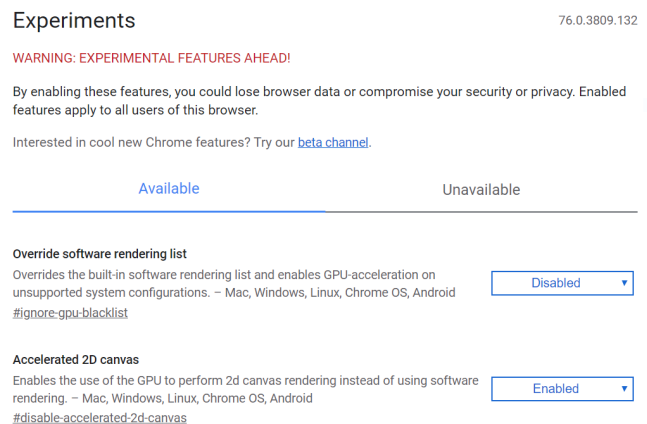 Experiments
76.0.3809.132
WARNING: EXPERIMENTAL FEATURES AHEAD!
By enabling these features, you could lose browser data or compromise your security or privacy. Enabled
features apply to all users of this browser.
Interested in cool new Chrome features? Try our beta channel.
Available
Unavailable
Override software rendering list
Overrides the built-in software rendering list and enables GPU-acceleration on
unsupported system configurations. – Mac, Windows, Linux, Chrome OS, Android
#ignore-gpu-blacklist
Disabled
Accelerated 2D canvas
Enables the use of the GPU to perform 2d canvas rendering instead of using software
rendering. – Mac, Windows, Linux, Chrome OS, Android
#disable-accelerated-2d-canvas
Enabled